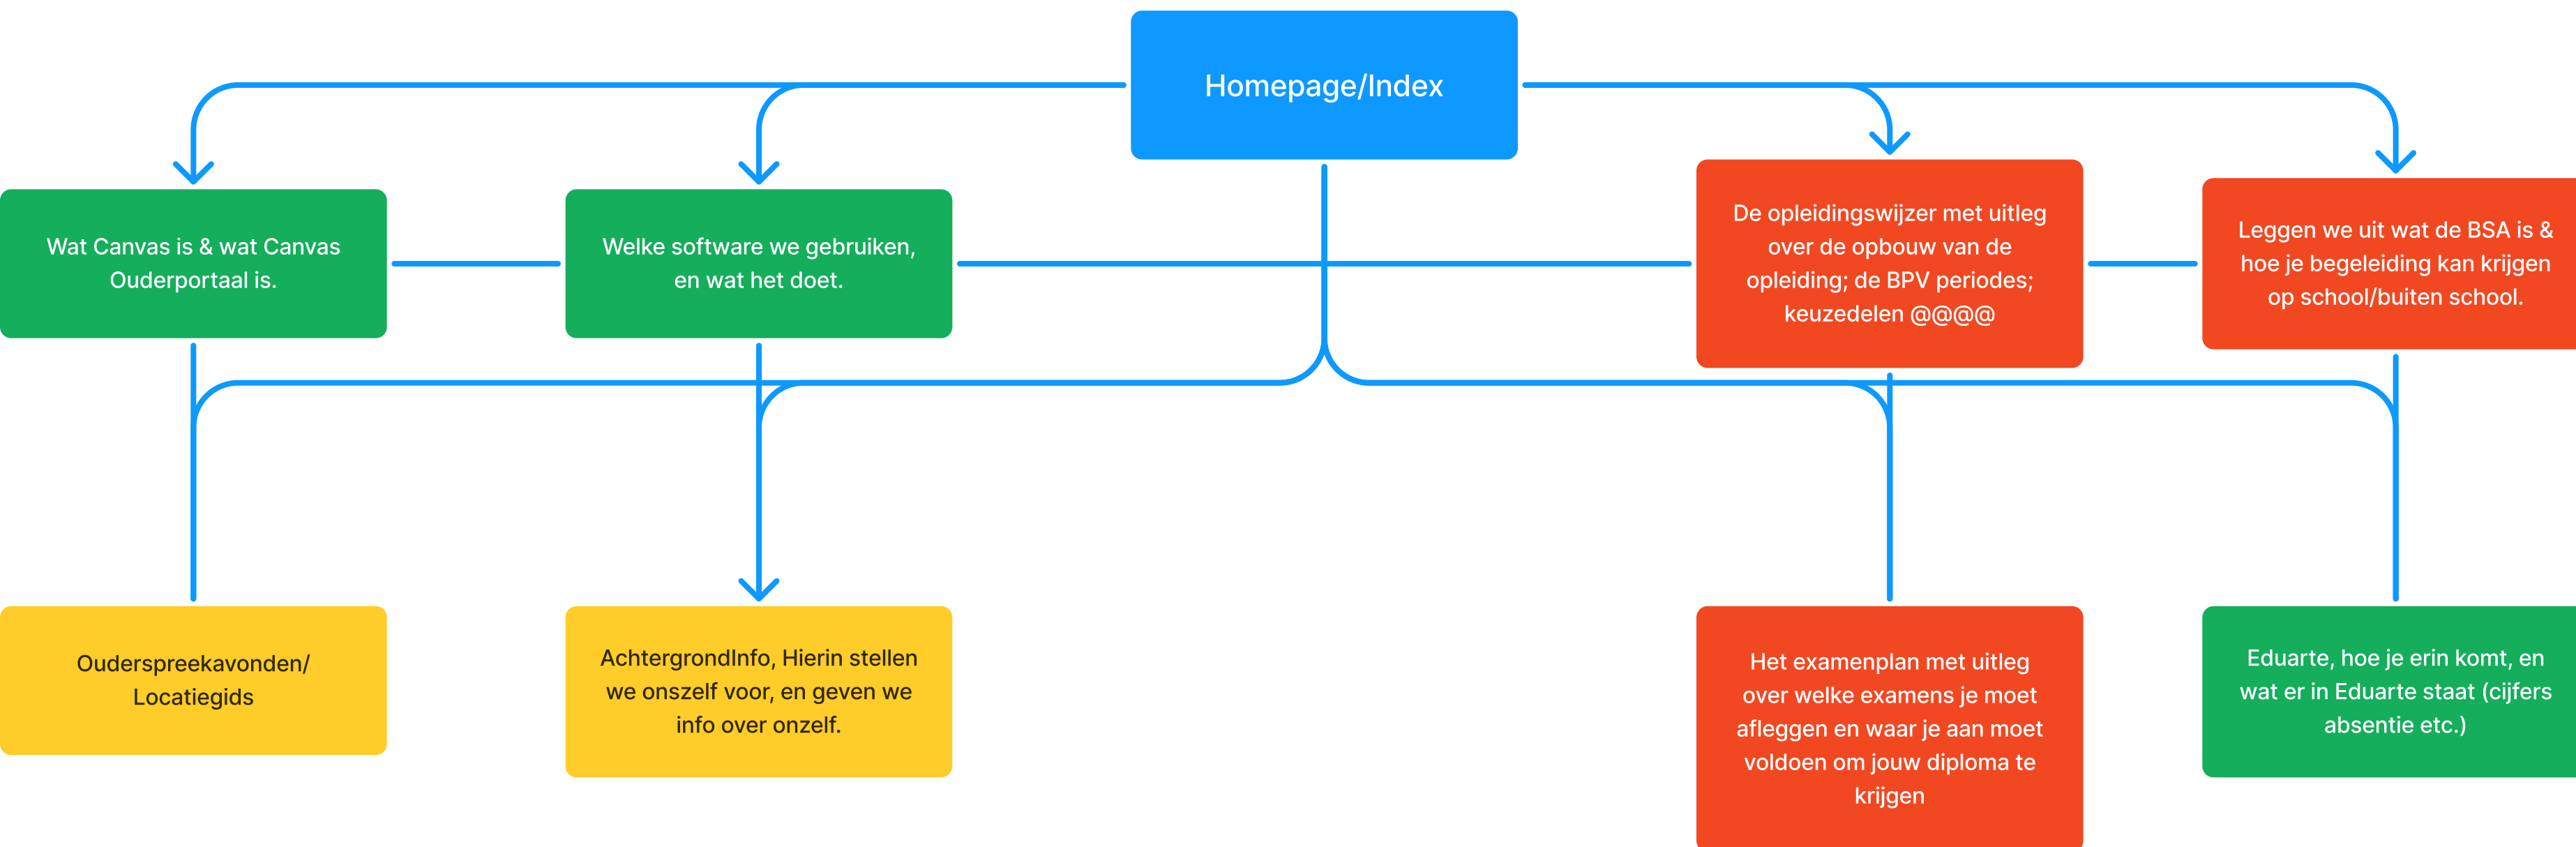 Homepage/Index
Wat Canvas is & wat Canvas
Ouderportaal is.
Welke software we gebruiken,
en wat het doet.
De opleidingswijzer met uitleg
over de opbouw van de
opleiding; de BPV periodes;
keuzedelen @@@@
Leggen we uit wat de BSA is &
hoe je begeleiding kan krijgen
op school/buiten school.
Ouderspreekavonden/
Locatiegids
AchtergrondInfo, Hierin stellen
we onszelf voor, en geven we
info over onzelf.
Het examenplan met uitleg
over welke examens je moet
afleggen en waar je aan moet
voldoen om jouw diploma te
krijgen
Eduarte, hoe je erin komt, en
wat er in Eduarte staat (cijfers
absentie etc.)